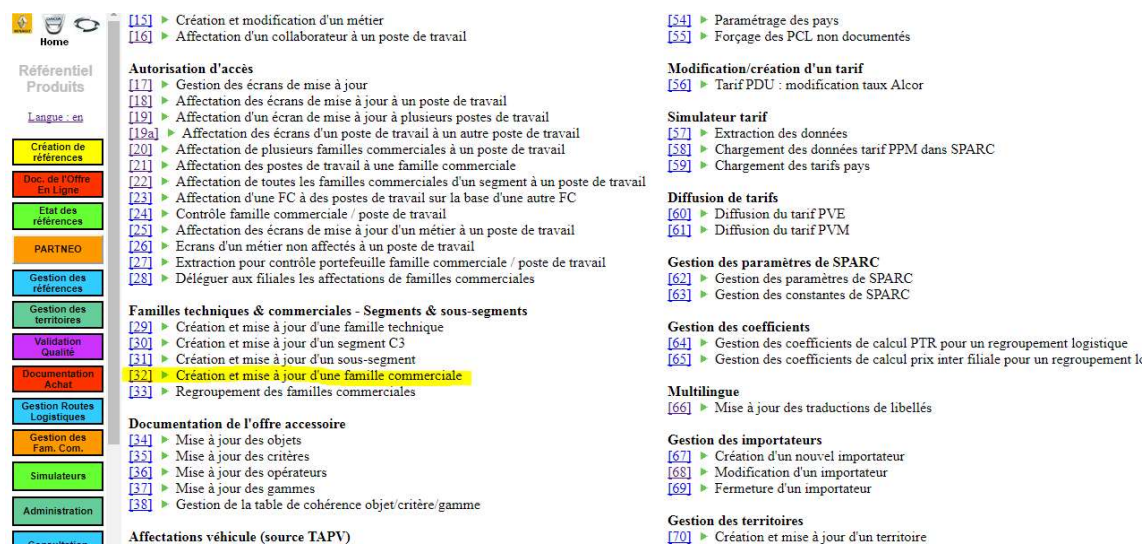 Home
Référentiel
Produits
Langue : en
Création de
références
Doc. de l'Offre
En Ligne
Etat des
références
PARTNEO
Gestion des
références
Gestion des
territoires
Validation
Qualité
Documentation
Achat
Gestion Routes
Logistiques
Gestion des
Fam. Com.
Simulateurs
Administration
Consultation
[15] Création et modification d'un métier
[16] Affectation d'un collaborateur à un poste de travail
Autorisation d'accès
[17] Gestion des écrans de mise à jour
[18] Affectation des écrans de mise à jour à un poste de travail
[19] Affectation d'un écran de mise à jour à plusieurs postes de travail
[19a] Affectation des écrans d'un poste de travail à un autre poste de travail
[20] Affectation de plusieurs familles commerciales à un poste de travail
[21] Affectation des postes de travail à une famille commerciale
[22] Affectation de toutes les familles commerciales d'un segment à un poste de travail
[23] Affectation d'une FC à des postes de travail sur la base d'une autre FC
[24] Contrôle famille commerciale / poste de travail
[25] Affectation des écrans de mise à jour d'un métier à un poste de travail
[26] Ecrans d'un métier non affectés à un poste de travail
[27] Extraction pour contrôle portefeuille famille commerciale / poste de travail
[28] Déléguer aux filiales les affectations de familles commerciales
Familles techniques & commerciales - Segments & sous-segments
[29] Création et mise à jour d'une famille technique
[30] Création et mise à jour d'un segment C3
[31] Création et mise à jour d'un sous-segment
[32] Création et mise à jour d'une famille commerciale
[33] Regroupement des familles commerciales
Documentation de l'offre accessoire
[34] Mise à jour des objets
[35] Mise à jour des critères
[36] Mise à jour des opérateurs
[37] Mise à jour des gammes
[38] Gestion de la table de cohérence objet/critère/gamme
Affectations véhicule (source TAPV)
[54] Paramétrage des pays
[55] Forçage des PCL non documentés
Modification/création d'un tarif
[56] Tarif PDU : modification taux Alcor
Simulateur tarif
[57] Extraction des données
[58] Chargement des données tarif PPM dans SPARC
[59] Chargement des tarifs pays
Diffusion de tarifs
[60] Diffusion du tarif PVE
[61] Diffusion du tarif PVM
Gestion des paramètres de SPARC
[62] Gestion des paramètres de SPARC
[63] Gestion des constantes de SPARC
Gestion des coefficients
[64] Gestion des coefficients de calcul PTR pour un regroupement logistique
[65] Gestion des coefficients de calcul prix inter filiale pour un regroupement
Multilingue
[66] Mise à jour des traductions de libellés
Gestion des importateurs
[67] Création d'un nouvel importateur
[68] Modification d'un importateur
[69] Fermeture d'un importateur
Gestion des territoires
[70] Création et mise à jour d'un territoire